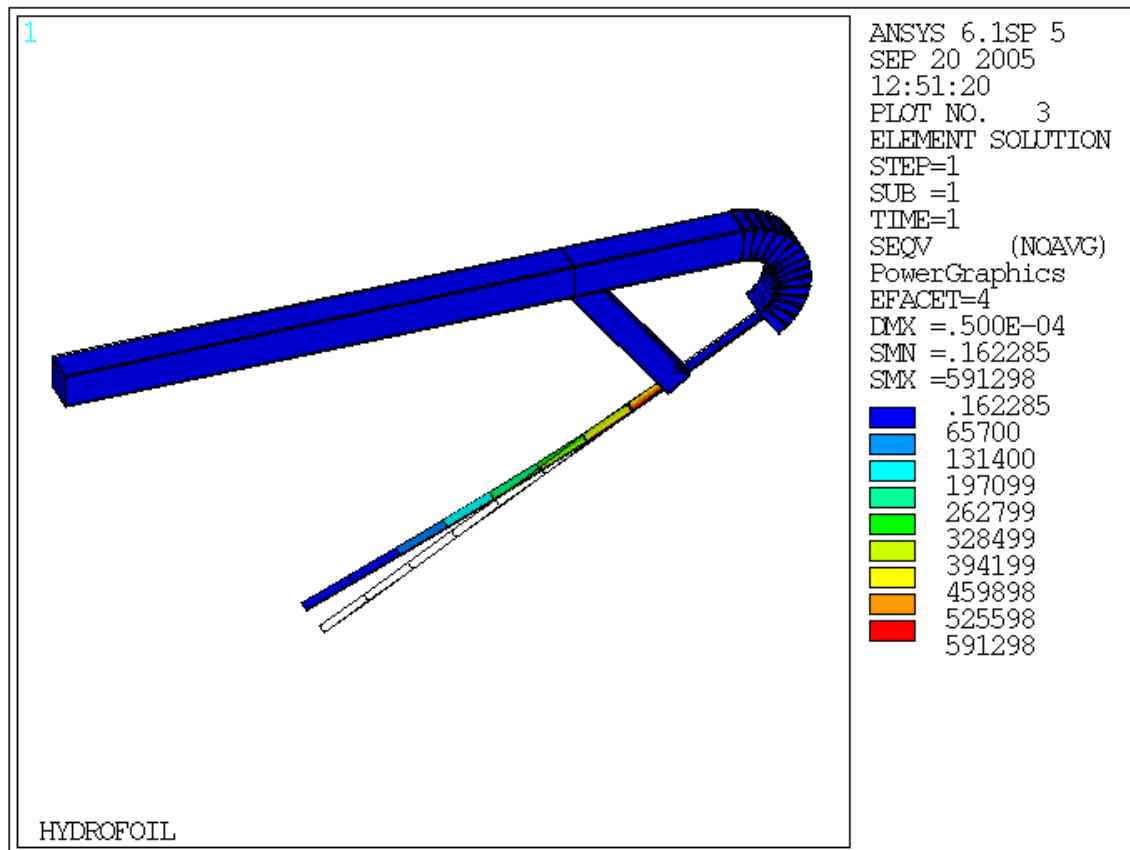 1
ANSYS 6.1SP 5
SEP 20 2005
12:51:20
PLOT NO.   3
ELEMENT SOLUTION
STEP=1
SUB =1
TIME=1
SEQV     (NOAVG)
PowerGraphics
EFACET=4
DMX =.500E-04
SMN =.162285
SMX =591298
.162285
65700
131400
197099
262799
328499
394199
459898
525598
591298
HYDROFOIL